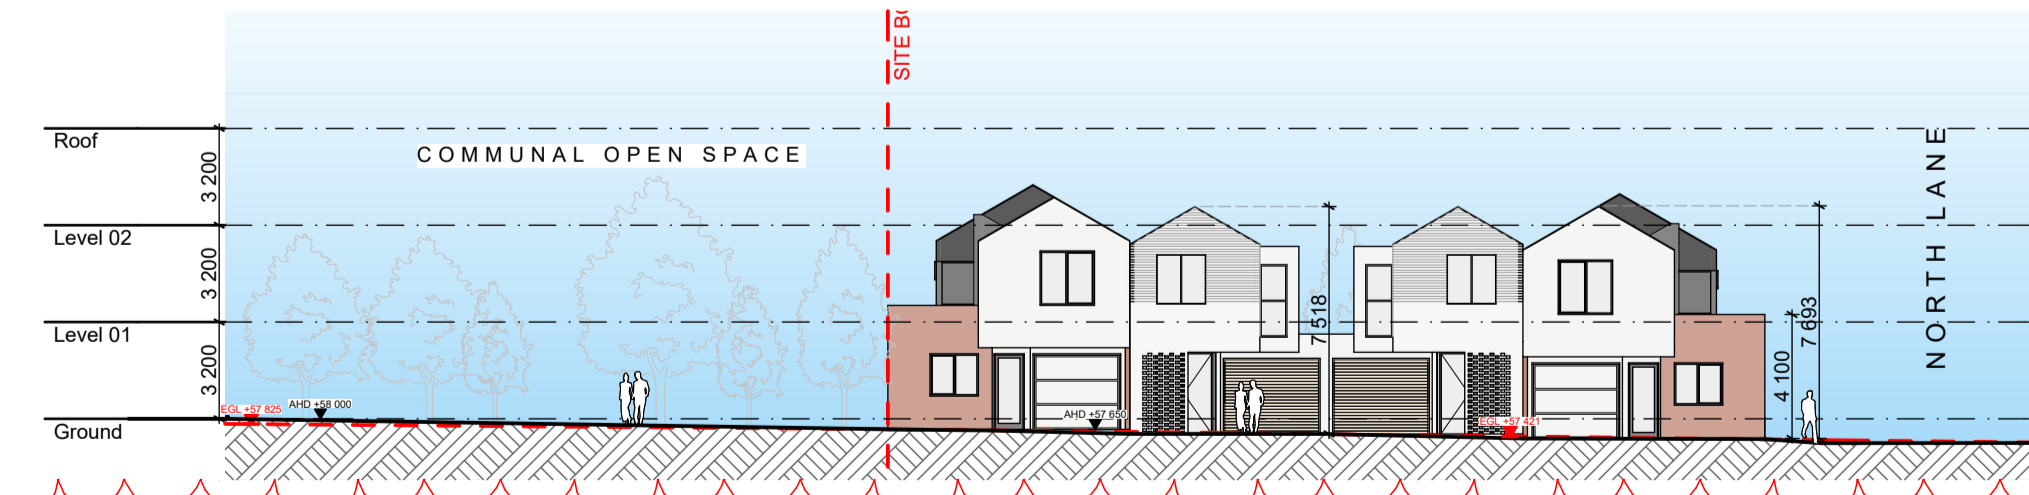 SITE B
Roof
COMMUNAL OPEN SPACE
NORTH LANE
3 200
Level 02
3 200
Level 01
7 518
7 693
3 200
4 100
EGL +57 825
AHD +58 000
AHD +57 650
EGL +57 421
Ground